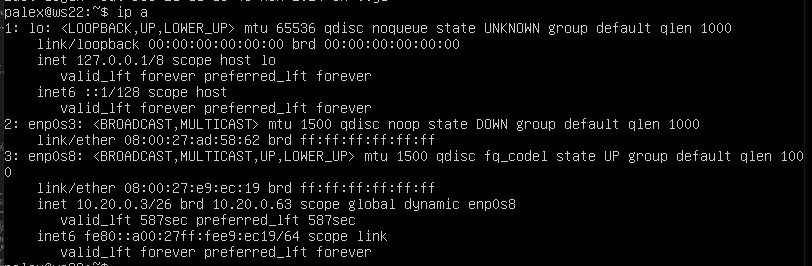 palex@ws22:~$ ip a
1: lo: <LOOPBACK,UP,LOWER_UP> mtu 65536 qdisc noqueue state UNKNOWN group default qlen 1000
    link/loopback 00:00:00:00:00:00 brd 00:00:00:00:00:00
    inet 127.0.0.1/8 scope host lo
       valid_lft forever preferred_lft forever
    inet6 ::1/128 scope host
       valid_lft forever preferred_lft forever
2: enp0s3: <BROADCAST,MULTICAST> mtu 1500 qdisc noop state DOWN group default qlen 1000
    link/ether 08:00:27:ad:58:62 brd ff:ff:ff:ff:ff:ff
3: enp0s8: <BROADCAST,MULTICAST,UP,LOWER_UP> mtu 1500 qdisc fq_codel state UP group default qlen 100
0
    link/ether 08:00:27:e9:ec:19 brd ff:ff:ff:ff:ff:ff
    inet 10.20.0.3/26 brd 10.20.0.63 scope global dynamic enp0s8
       valid_lft 587sec preferred_lft 587sec
    inet6 fe80::a00:27ff:fee9:ec19/64 scope link
       valid_lft forever preferred_lft forever
palex@ws22:~$